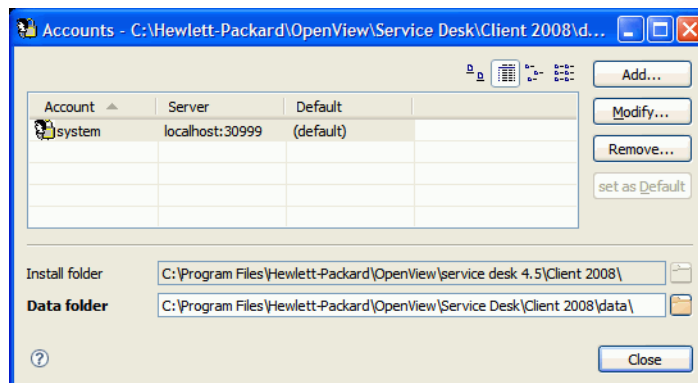 Accounts - C:\Hewlett-Packard\OpenView\Service Desk\Client 2008\d...
Add...
Account Server Default
Modify...
system localhost:30999 (default)
Remove...
set as Default
Install folder C:\Program Files\Hewlett-Packard\OpenView\service desk 4.5\Client 2008\
Data folder C:\Program Files\Hewlett-Packard\OpenView\Service Desk\Client 2008\data\
Close